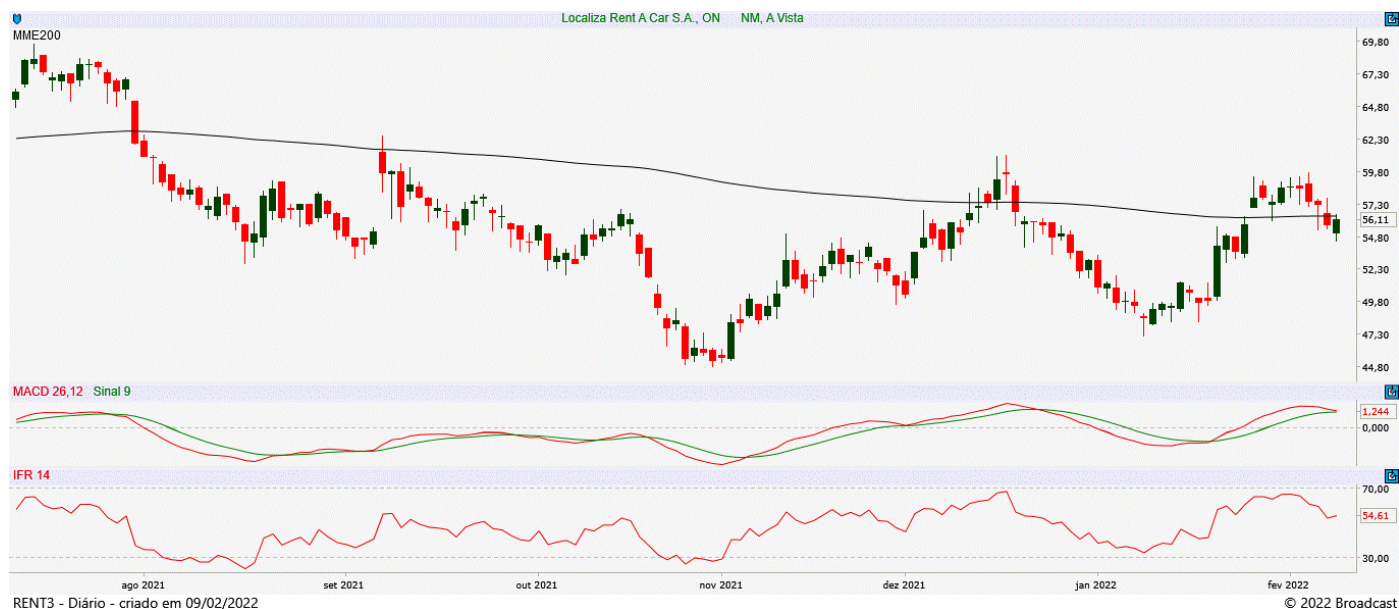 Localiza Rent A Car S.A., ON NM, A Vista
MME200
69,80
67,30
64,80
62,30
59,80
57,30
56,11
54,80
52,30
49,80
47,30
44,80
MACD 26,12 Sinal 9
1,244
0,000
IFR 14
70,00
54,61
30,00
ago 2021 set 2021 out 2021 nov 2021 dez 2021 jan 2022 fev 2022
RENT3 - Diário - criado em 09/02/2022 © 2022 Broadcast